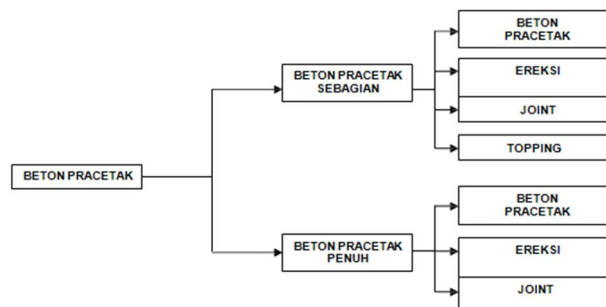 BETON PRACETAK
BETON PRACETAK
SEBAGIAN
BETON
PRACETAK
EREKSI
JOINT
TOPPING
BETON PRACETAK
PENUH
BETON
PRACETAK
EREKSI
JOINT